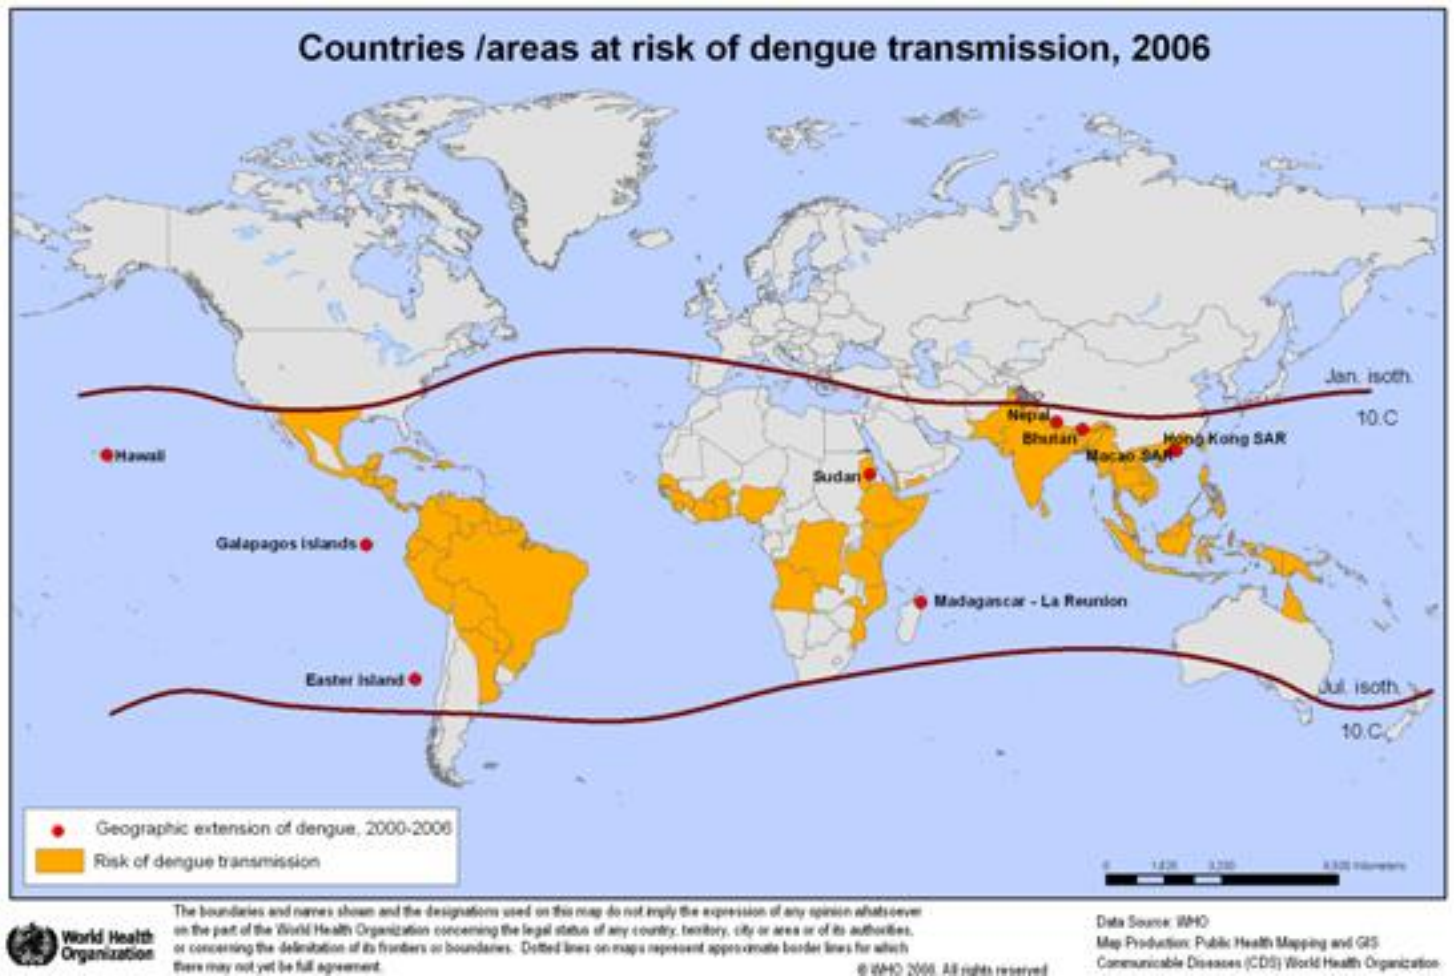 Countries /areas at risk of dengue transmission, 2006
Jan. isoth.
10.C
Nepal
Bhutan
Hong Kong SAR
Macao SAR
Hawaii
Sudan
Galapagos islands
Madagascar - La Reunion
Easter island
Jul. isoth.
10.C
Geographic extension of dengue, 2000-2006
Risk of dengue transmission
0
Kilometers
World Health
Organization
The boundaries and names shown and the designations used on this map do not imply the expression of any opinion whatsoever
on the part of the World Health Organization concerning the legal status of any country, territory, city or area or of its authorities,
or concerning the delimitation of its frontiers or boundaries. Dotted lines on maps represent approximate border lines for which
there may not yet be full agreement.
© WHO 2006. All rights reserved
Data Source: WHO
Map Production: Public Health Mapping and GIS
Communicable Diseases (CDS) World Health Organization